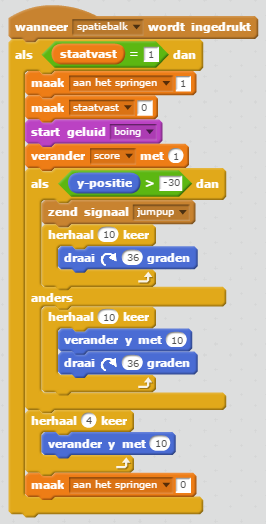 wanneer spatiebalk wordt ingedrukt
als staatvast = 1 dan
maak aan het springen 1
maak staatvast 0
start geluid boing
verander score met 1
als y-positie > -30 dan
zend signaal jumpup
herhaal 10 keer
draai 36 graden
anders
herhaal 10 keer
verander y met 10
draai 36 graden
herhaal 4 keer
verander y met 10
maak aan het springen 0